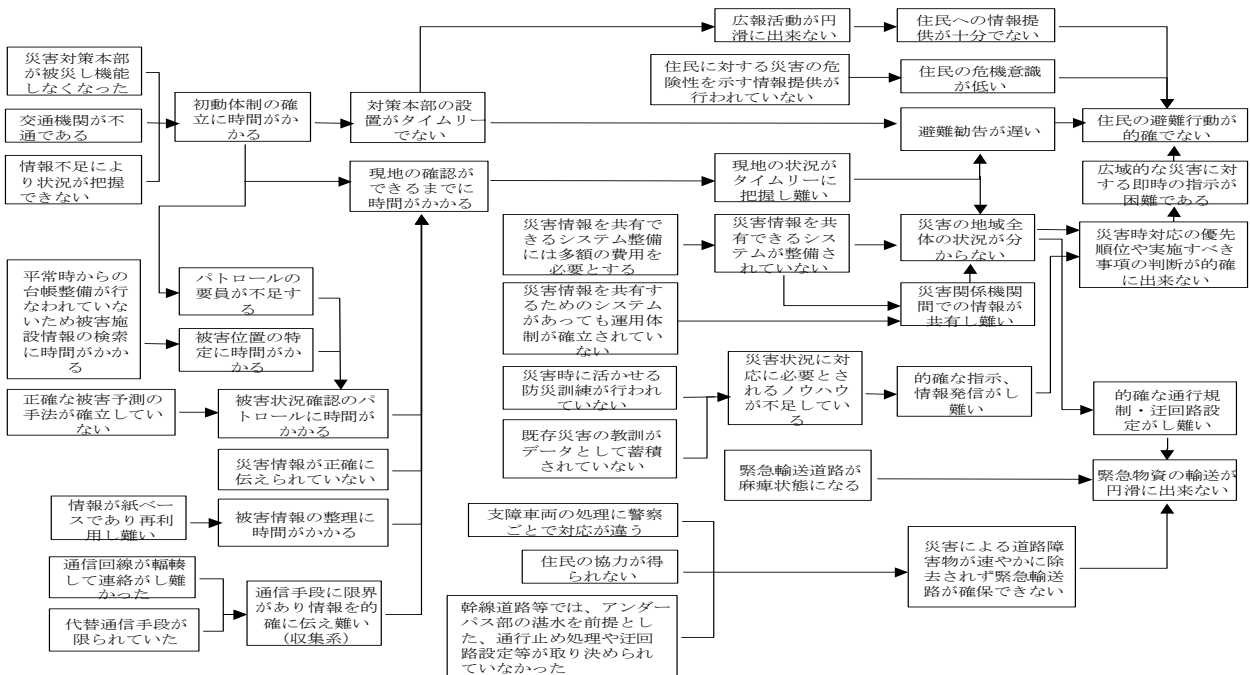 災害対策本部
が被災し機能
しなくなった
交通機関が不
通である
情報不足によ
り状況が把握
できない
初動体制の確
立に時間がか
かる
対策本部の設
置がタイムリー
でない
広報活動が円
滑に出来ない
住民への情報提
供が十分でない
住民に対する災害の危
険性を示す情報提供が
行われていない
住民の危機意識
が低い
避難勧告が遅い
住民の避難行動が
的確でない
現地の確認が
できるまでに
時間がかかる
現地の状況が
タイムリーに
把握し難い
広域的な災害に対
する即時の指示が
困難である
災害情報を共有で
きるシステム整備
には多額の費用を
必要とする
災害情報を共
有できるシス
テムが整備さ
れていない
災害の地域全
体の状況が分
からない
災害時対応の優先
順位や実施すべき
事項の判断が的確
に出来ない
災害情報を共有する
ためのシステム
があっても運用体
制が確立されてい
ない
災害関係機関
間での情報が
共有し難い
平常時からの
台帳整備が行
なわれていな
いため被害施
設情報の検索
に時間がかか
る
パトロールの
要員が不足す
る
被害位置の特
定に時間がか
かる
正確な被害予測の
手法が確立してい
ない
被害状況確認のパ
トロールに時間が
かかる
災害時に活かせる
防災訓練が行われ
ていない
既存災害の教訓が
データとして蓄積
されていない
災害状況に対
応に必要とさ
れるノウハウ
が不足してい
る
的確な指示、
情報発信がし
難い
的確な通行規
制・迂回路設
定がし難い
災害情報が正確に
伝えられていない
緊急輸送道路が
麻痺状態になる
緊急物資の輸送が
円滑に出来ない
情報が紙ベー
スであり再利
用し難い
被害情報の整理に
時間がかかる
支障車両の処理に警察
ごとで対応が違う
住民の協力が得
られない
災害による道路障
害物が速やかに除
去されず緊急輸送
路が確保できない
通信回線が輻輳
して連絡がし難
かった
代替通信手段が
限られていた
通信手段に限界
があり情報を的
確に伝え難い
(収集系)
幹線道路等では、アンダー
パス部の湛水を前提とし
た、通行止め処理や迂回
路設定等が取り決められ
ていなかった